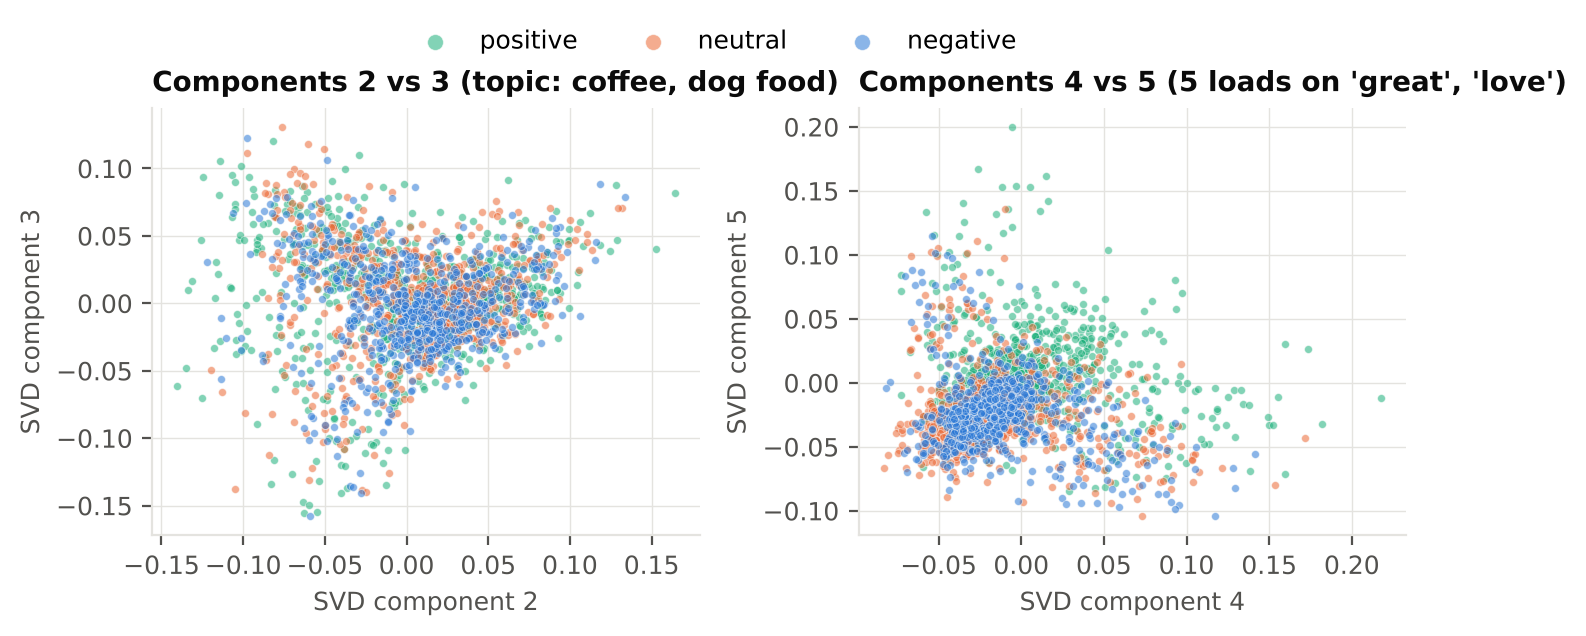 positive neutral negative
Components 2 vs 3 (topic: coffee, dog food)
SVD component 3
0.10
0.05
0.00
−0.05
−0.10
−0.15
−0.15 −0.10 −0.05 0.00 0.05 0.10 0.15
SVD component 2
Components 4 vs 5 (5 loads on 'great', 'love')
SVD component 5
0.20
0.15
0.10
0.05
0.00
−0.05
−0.10
−0.05 0.00 0.05 0.10 0.15 0.20
SVD component 4